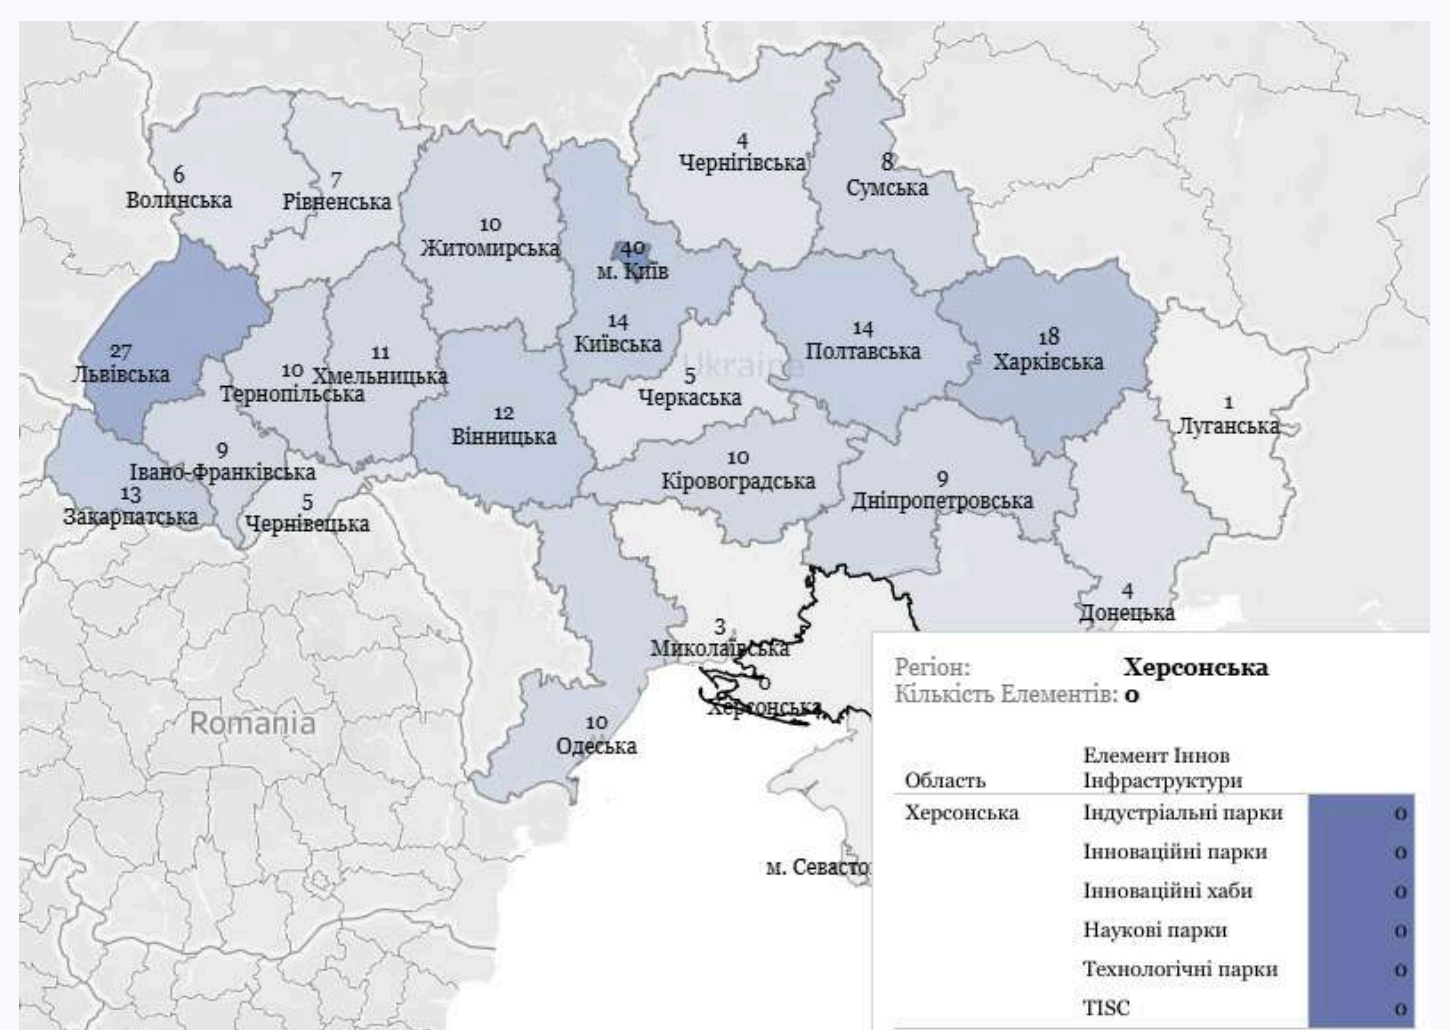 4
Чернігівська
8
Сумська
6
Волинська
7
Рівненська
10
Житомирська
40
м. Київ
14
Київська
14
Полтавська
18
Харківська
27
Львівська
10
Тернопільська
11
Хмельницька
Ukraine
5
Черкаська
1
Луганська
12
Вінницька
9
Івано-Франківська
10
Кіровоградська
9
Дніпропетровська
13
Закарпатська
5
Чернівецька
4
Донецька
3
Миколаївська
0
Херсонська
Romania
10
Одеська
м. Севасто
Регіон: Херсонська
Кількість Елементів: 0
Елемент Іннов
Область Інфраструктури
Херсонська Індустріальні парки 0
Інноваційні парки 0
Інноваційні хаби 0
Наукові парки 0
Технологічні парки 0
TISC 0